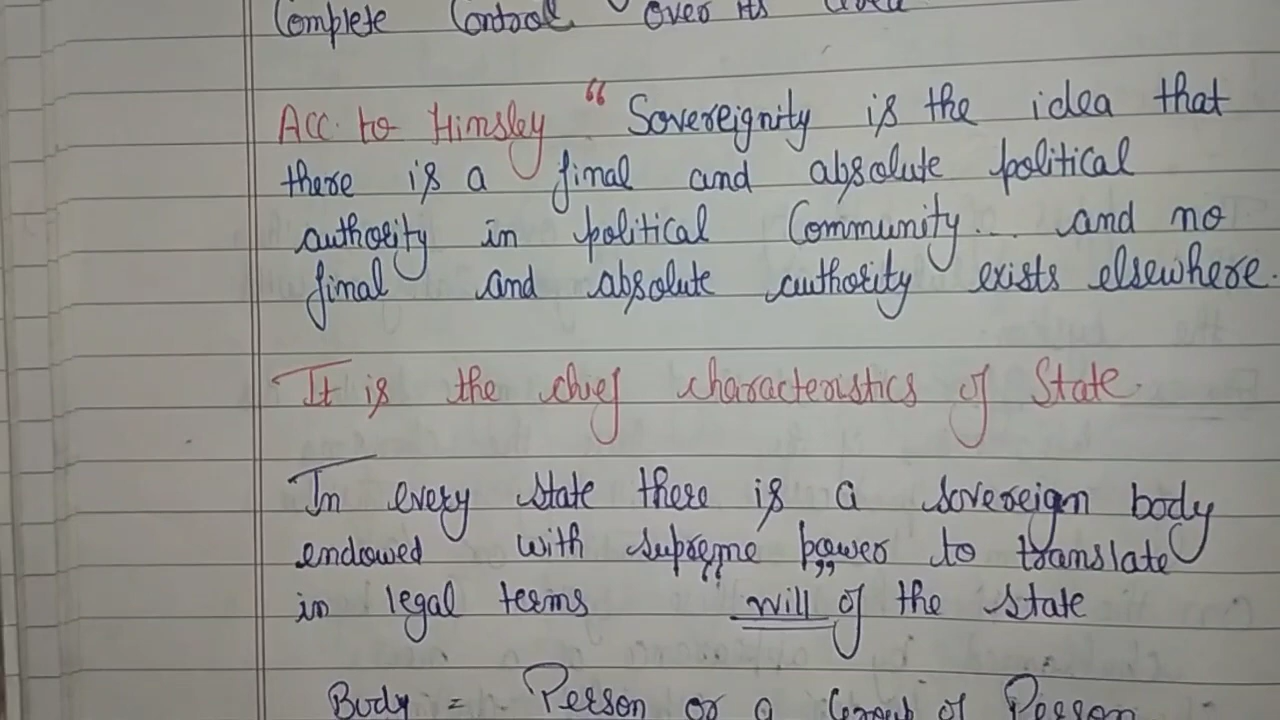 Complete Control over its area
Acc. to Hinsley " Sovereignity is the idea that
there is a final and absolute political
authority in political Community... and no
final and absolute authority exists elsewhere.
It is the chief characteristics of State.
In every state there is a sovereign body
endowed with supreme power to translate
in legal terms "will" of the state
Body = Person or a Group of Person